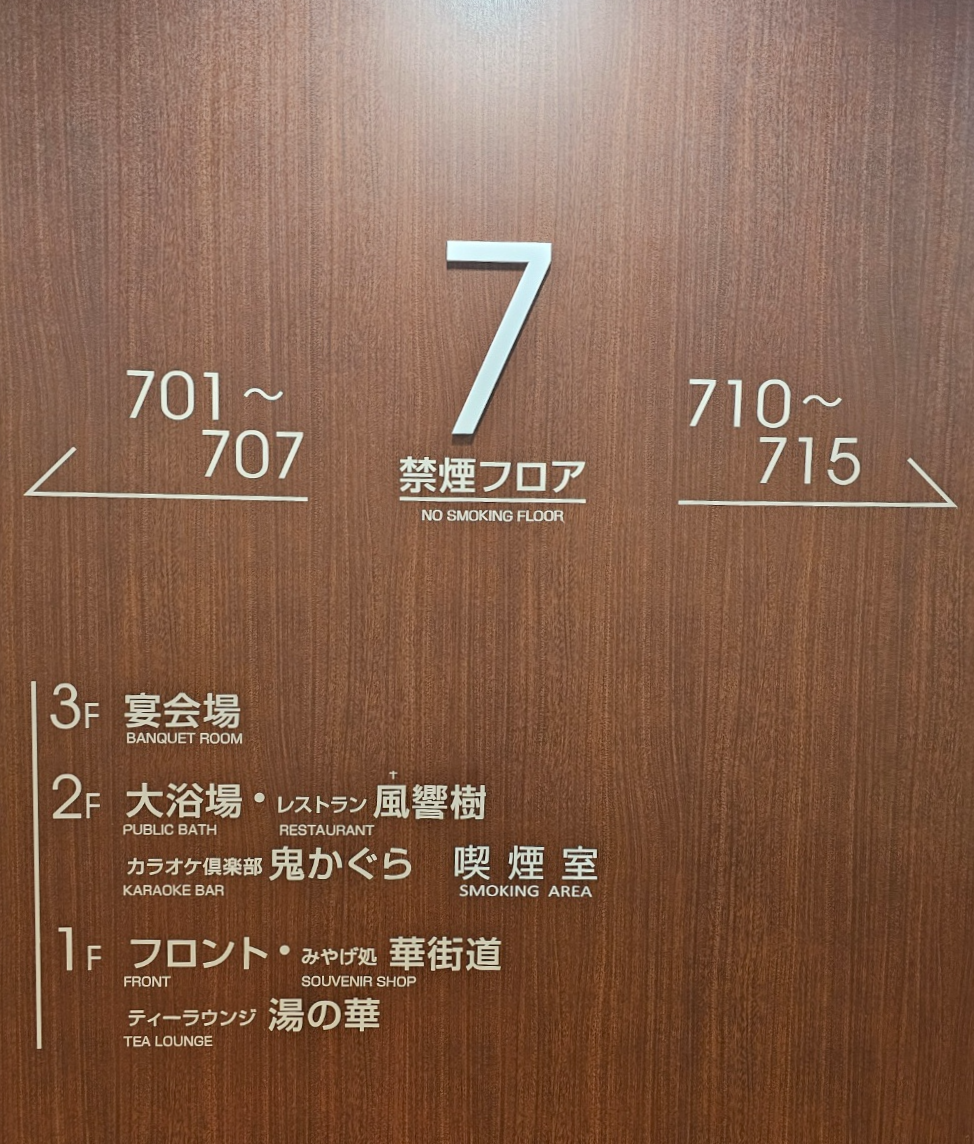 7
701～
707
710～
715
禁煙フロア
NO SMOKING FLOOR
3F 宴会場
BANQUET ROOM
2F 大浴場・レストラン 風響樹
PUBLIC BATH RESTAURANT
カラオケ倶楽部 鬼かぐら 喫煙室
KARAOKE BAR SMOKING AREA
1F フロント・みやげ処 華街道
FRONT SOUVENIR SHOP
ティーラウンジ 湯の華
TEA LOUNGE